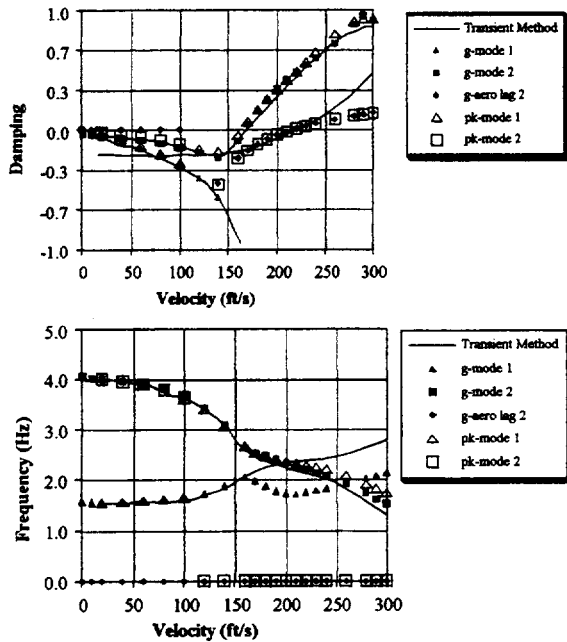 1.0
0.7
0.3
0.0
-0.3
-0.7
-1.0
Damping
0 50 100 150 200 250 300
Velocity (ft/s)
Transient Method
g-mode 1
g-mode 2
g-aero lag 2
pk-mode 1
pk-mode 2
5.0
4.0
3.0
2.0
1.0
0.0
Frequency (Hz)
0 50 100 150 200 250 300
Velocity (ft/s)
Transient Method
g-mode 1
g-mode 2
g-aero lag 2
pk-mode 1
pk-mode 2